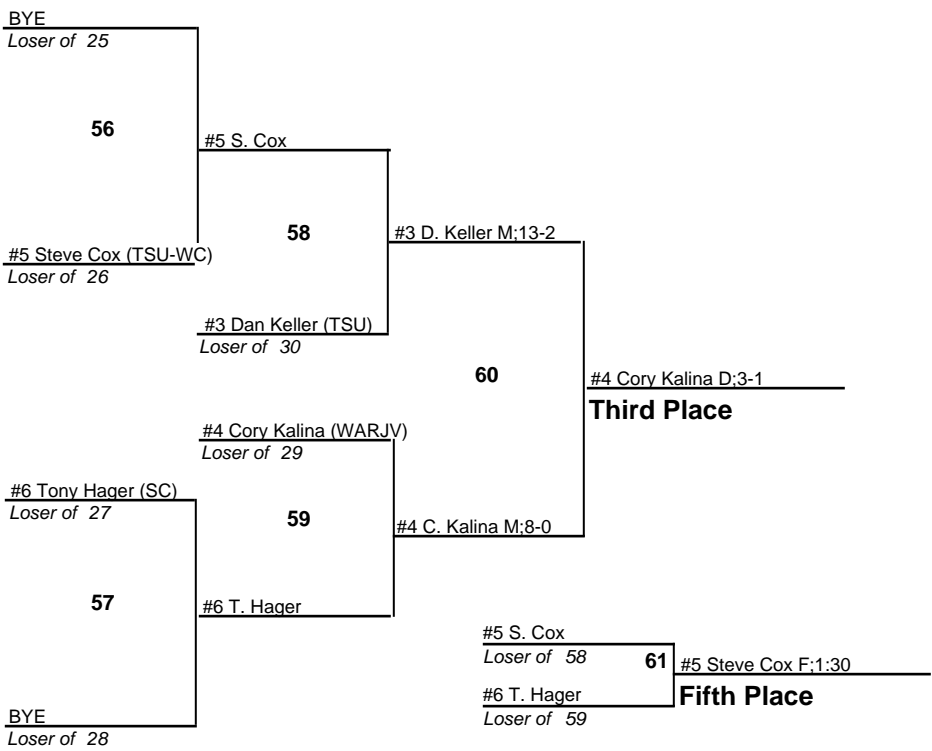 BYE
Loser of 25
56
#5 S. Cox
58
#3 D. Keller M;13-2
#5 Steve Cox (TSU-WC)
Loser of 26
#3 Dan Keller (TSU)
Loser of 30
60
#4 Cory Kalina D;3-1
Third Place
#4 Cory Kalina (WARJV)
Loser of 29
#6 Tony Hager (SC)
Loser of 27
59
#4 C. Kalina M;8-0
57
#6 T. Hager
#5 S. Cox
Loser of 58
61
#5 Steve Cox F;1:30
Fifth Place
#6 T. Hager
Loser of 59
BYE
Loser of 28